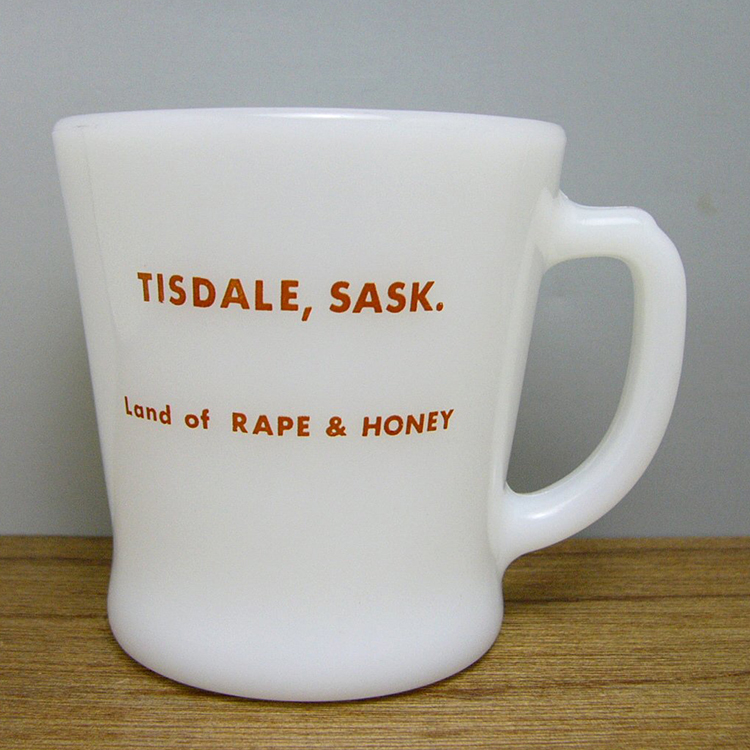 TISDALE, SASK.
Land of RAPE & HONEY